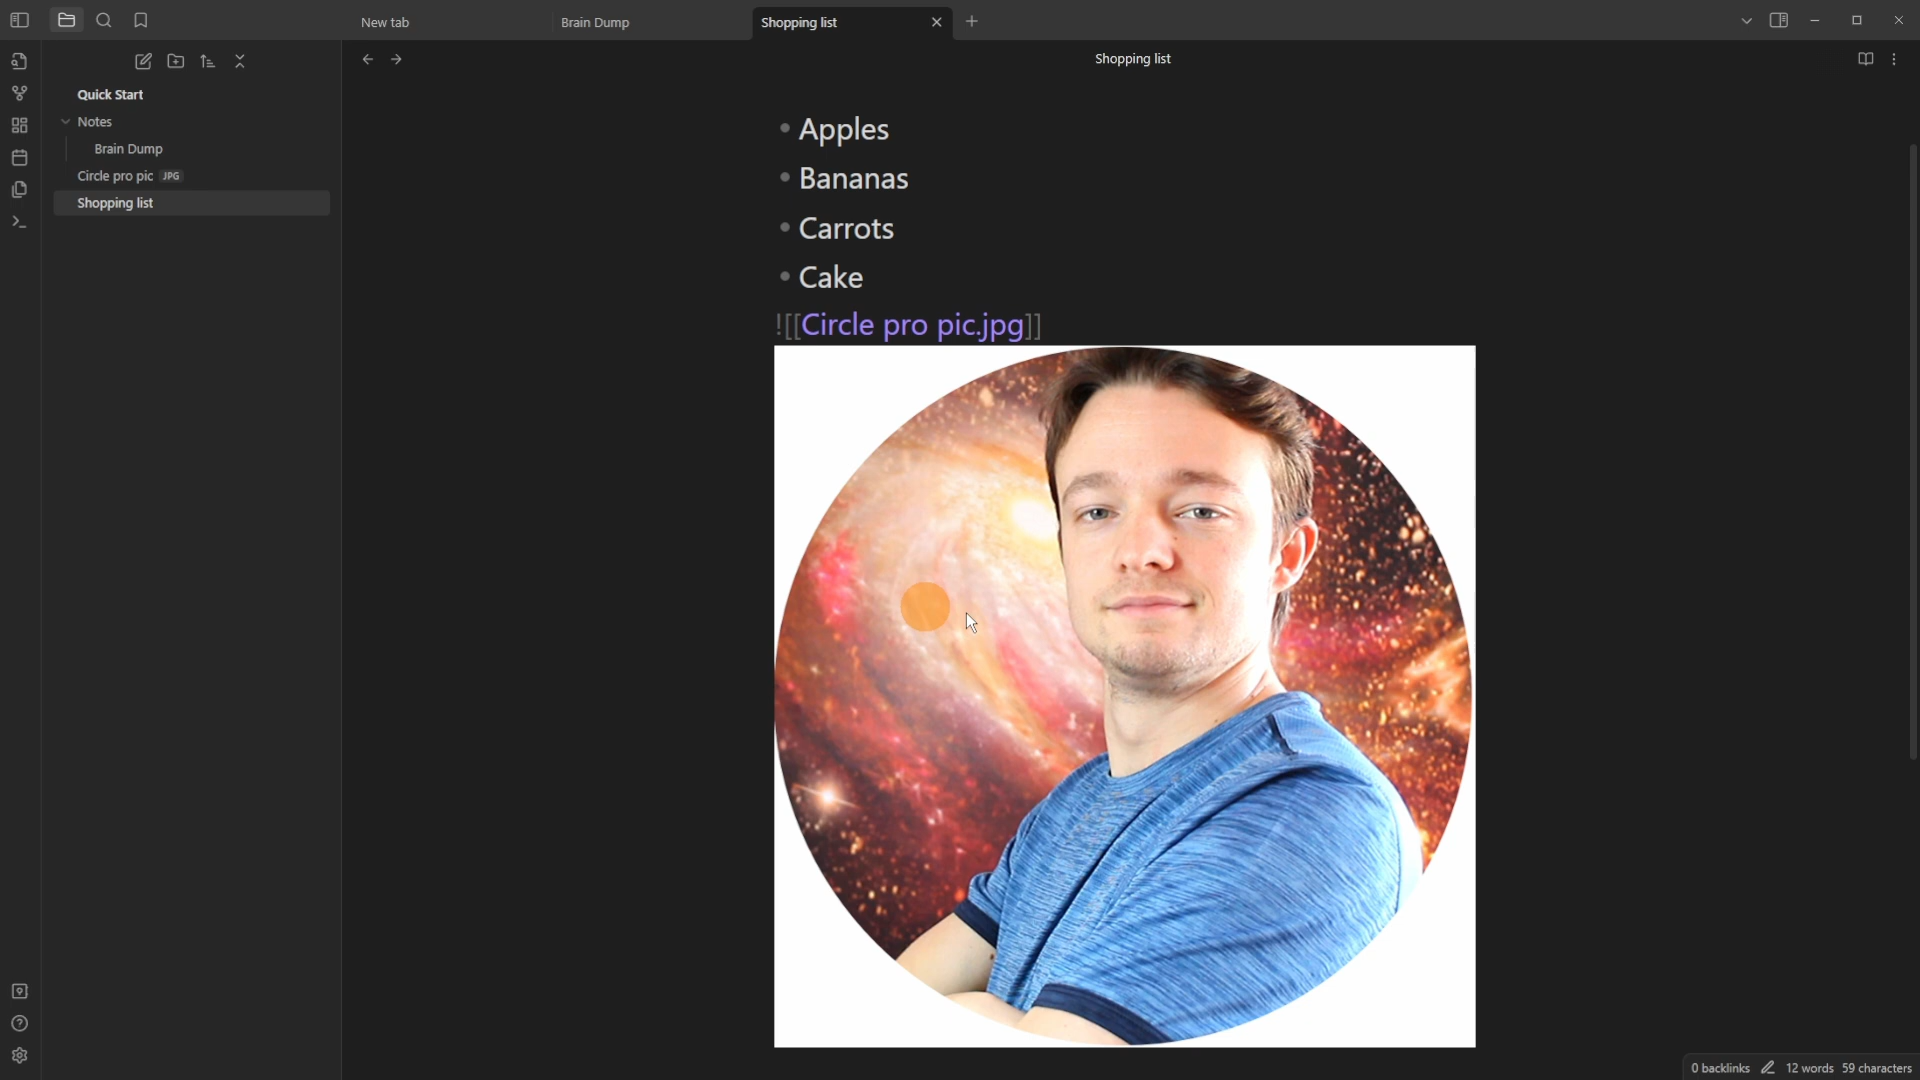 New tab
Brain Dump
Shopping list
Shopping list
Quick Start
Notes
Brain Dump
Circle pro pic JPG
Shopping list
Apples
Bananas
Carrots
Cake
![[Circle pro pic.jpg]]
0 backlinks 12 words 59 characters